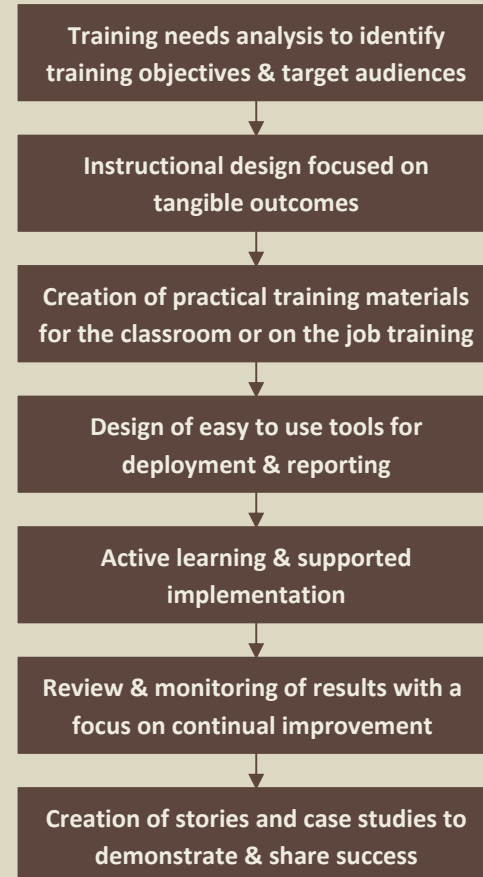 Training needs analysis to identify
training objectives & target audiences
Instructional design focused on
tangible outcomes
Creation of practical training materials
for the classroom or on the job training
Design of easy to use tools for
deployment & reporting
Active learning & supported
implementation
Review & monitoring of results with a
focus on continual improvement
Creation of stories and case studies to
demonstrate & share success